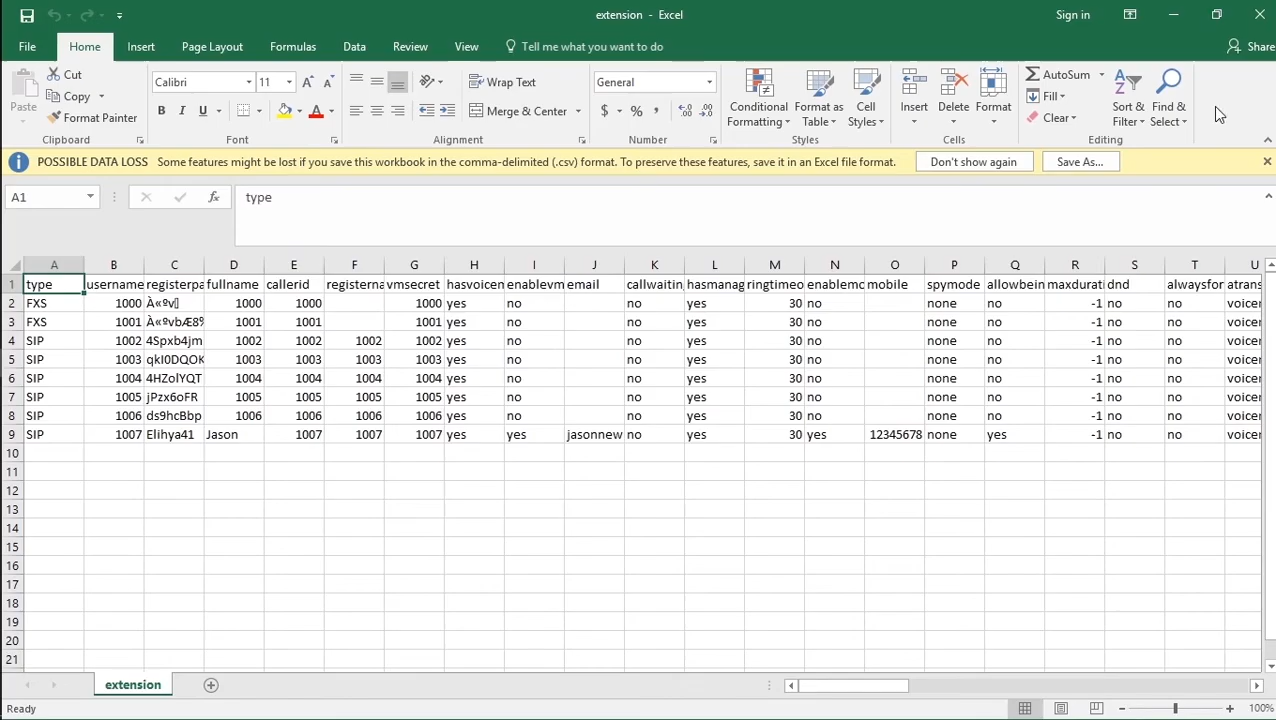 extension - Excel
Sign in
File Home Insert Page Layout Formulas Data Review View Tell me what you want to do Share
Paste
Cut
Copy
Format Painter
Clipboard
Calibri 11
B I U
Font
Wrap Text
Merge & Center
Alignment
General
$ % ,
Number
Conditional Formatting
Format as Table
Cell Styles
Styles
Insert Delete Format
Cells
AutoSum
Fill
Clear
Sort & Filter
Find & Select
Editing
POSSIBLE DATA LOSS Some features might be lost if you save this workbook in the comma-delimited (.csv) format. To preserve these features, save it in an Excel file format. Don't show again Save As...
A1 fx type
A B C D E F G H I J K L M N O P Q R S T U
1 type username registerpa fullname callerid registerna vmsecret hasvoicen enablevm email callwaiting hasmanag ringtimeo enablemo mobile spymode allowbein maxdurati dnd alwaysfor atrans
2 FXS 1000 1000 1000 1000 yes no no yes 30 no none no -1 no no voicer
3 FXS 1001 À«ºvbÆ8º 1001 1001 1001 yes no no yes 30 no none no -1 no no voicer
4 SIP 1002 4Spxb4jm 1002 1002 1002 1002 yes no no yes 30 no none no -1 no no voicer
5 SIP 1003 qkI0DQOK 1003 1003 1003 1003 yes no no yes 30 no none no -1 no no voicer
6 SIP 1004 4HZolYQT 1004 1004 1004 1004 yes no no yes 30 no none no -1 no no voicer
7 SIP 1005 jPzx6oFR 1005 1005 1005 1005 yes no no yes 30 no none no -1 no no voicer
8 SIP 1006 ds9hcBbp 1006 1006 1006 1006 yes no no yes 30 no none no -1 no no voicer
9 SIP 1007 Elihya41 Jason 1007 1007 1007 yes yes jasonnew no yes 30 yes 12345678 none yes -1 no no voicer
10
11
12
13
14
15
16
17
18
19
20
21
extension
Ready
100%